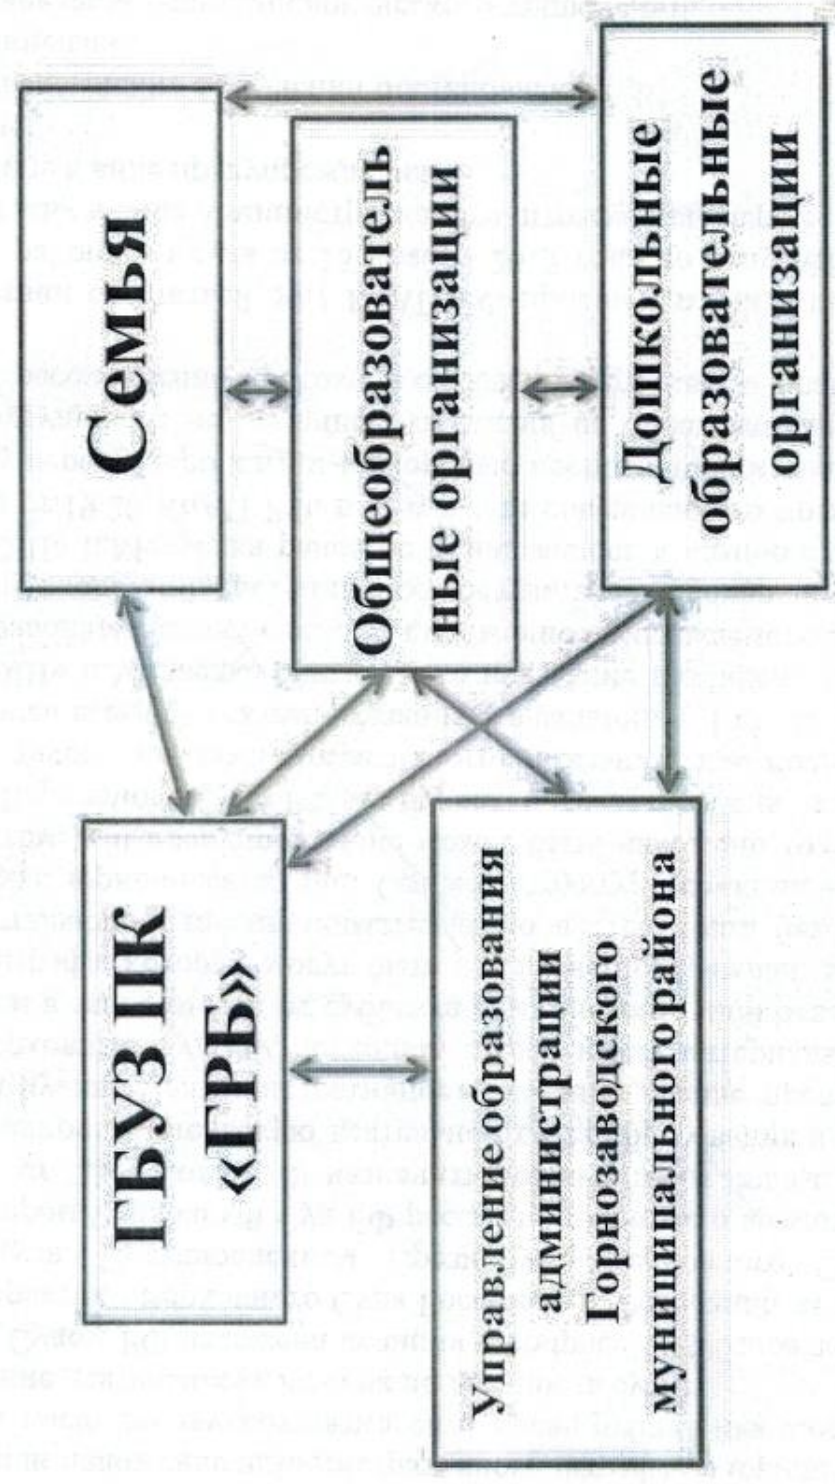 ГБУЗ ПК
«ГРБ»
Семья
Управление образования
администрации
Горнозаводского
муниципального района
Общеобразователь
ные организации
Дошкольные
образовательные
организации